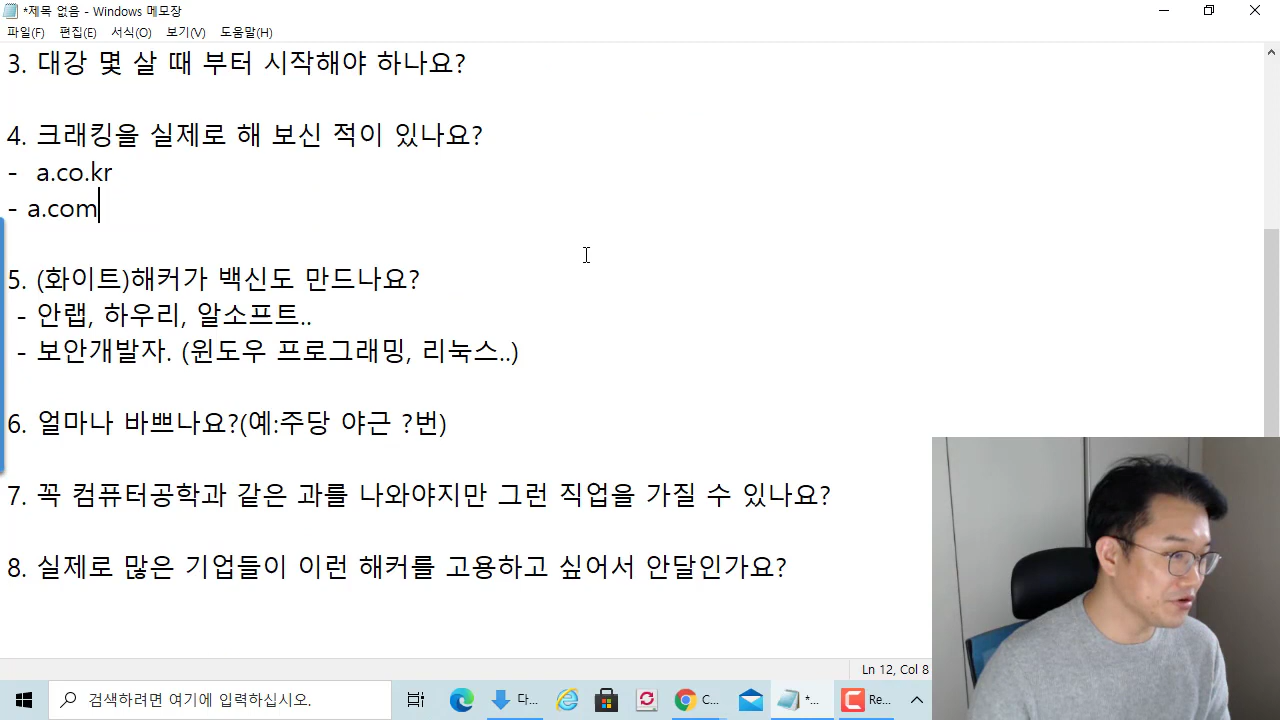 *제목 없음 - Windows 메모장
파일(F) 편집(E) 서식(O) 보기(V) 도움말(H)
3. 대강 몇 살 때 부터 시작해야 하나요?
4. 크래킹을 실제로 해 보신 적이 있나요?
-  a.co.kr
- a.com
5. (화이트)해커가 백신도 만드나요?
- 안랩, 하우리, 알소프트..
- 보안개발자. (윈도우 프로그래밍, 리눅스..)
6. 얼마나 바쁘나요?(예:주당 야근 ?번)
7. 꼭 컴퓨터공학과 같은 과를 나와야지만 그런 직업을 가질 수 있나요?
8. 실제로 많은 기업들이 이런 해커를 고용하고 싶어서 안달인가요?
Ln 12, Col 8
검색하려면 여기에 입력하십시오.
다... C... *... Re...